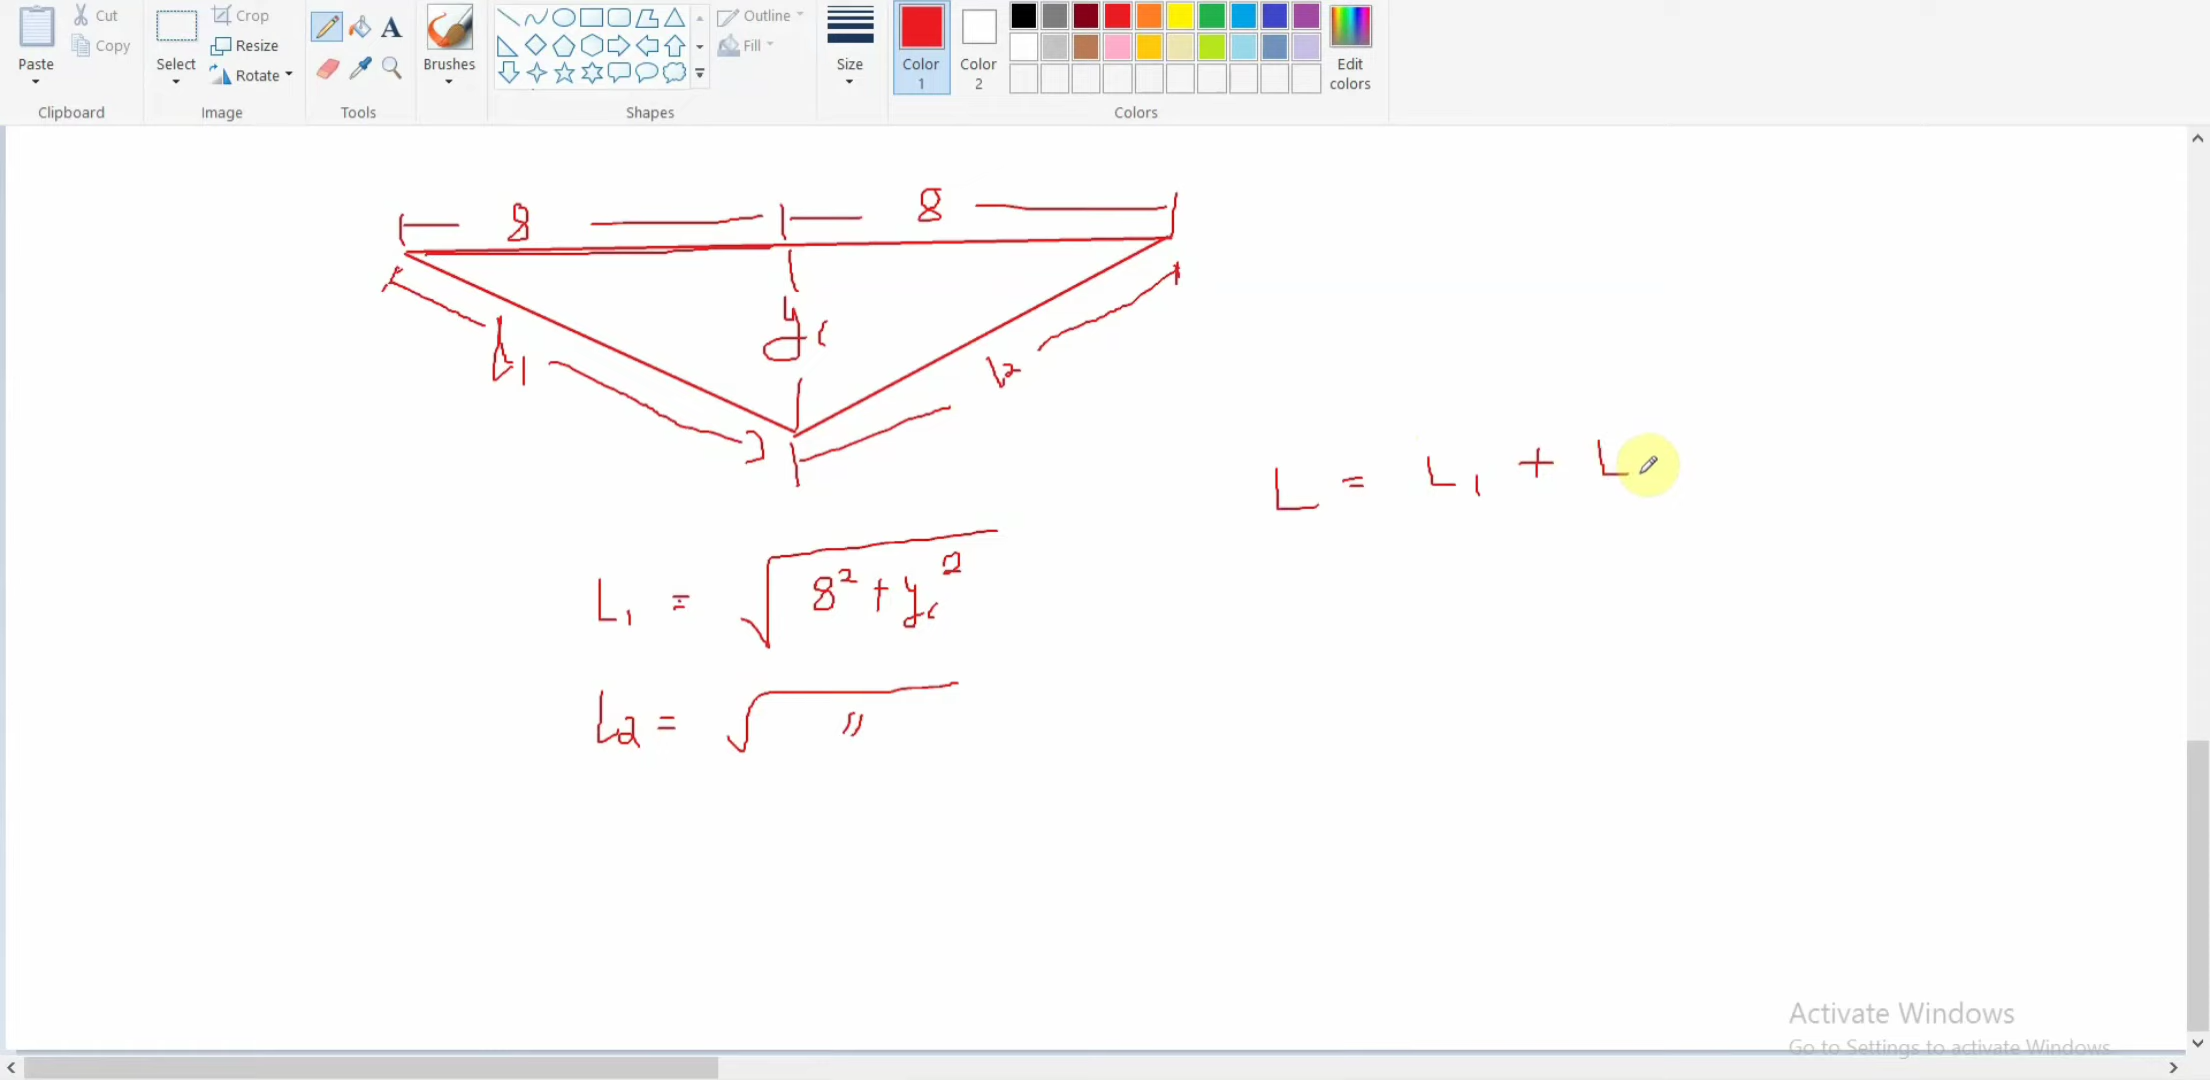 Paste
Cut
Copy
Clipboard
Select
Crop
Resize
Rotate
Image
A
Tools
Brushes
Shapes
Outline
Fill
Size
Color 1
Color 2
Edit colors
Colors
8
8
L1
yc
L2
L = L1 + L
L1 = √8² + yc²
L2 = √ "
Activate Windows
Go to Settings to activate Windows.